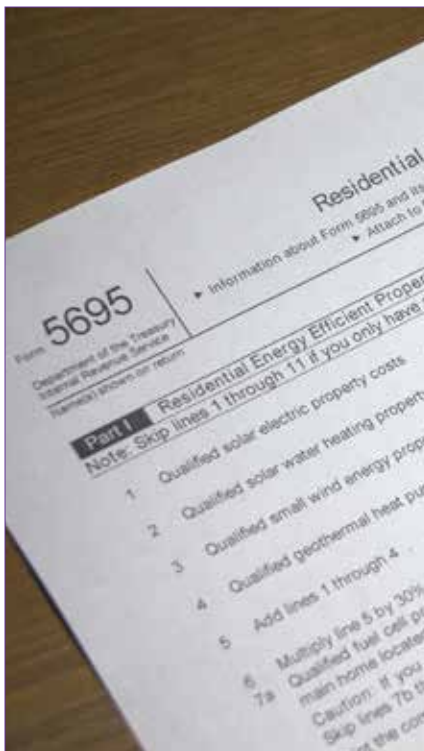 Form 5695
Department of the Treasury
Internal Revenue Service
Residential
▶ Information about Form 5695 and its
▶ Attach to
Name(s) shown on return
Part I Residential Energy Efficient Proper
Note: Skip lines 1 through 11 if you only have
1 Qualified solar electric property costs
2 Qualified solar water heating property
3 Qualified small wind energy prop
4 Qualified geothermal heat pu
5 Add lines 1 through 4
6 Multiply line 5 by 30%
7a Qualified fuel cell pr
main home located
Caution: If you
Skip lines 7b th
the co